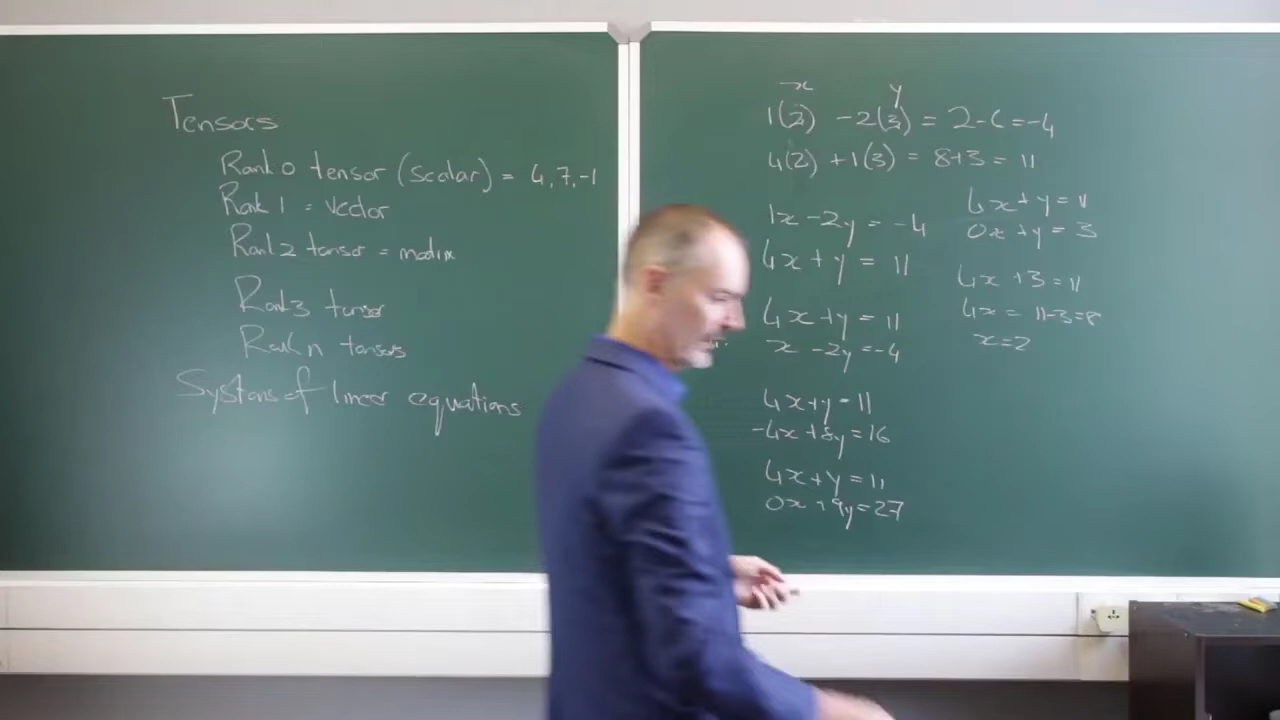 Tensors
Rank 0 tensor (scalar) = 4, 7, -1
Rank 1 = vector
Rank 2 tensor = matrix
Rank 3 tensor
Rank n tensors
Systems of linear equations
x y
1(2) -2(3) = 2-6 = -4
4(2) +1(3) = 8+3 = 11
1x - 2y = -4
4x + y = 11
4x + y = 11
x - 2y = -4
4x + y = 11
-4x + 8y = 16
4x + y = 11
0x + 9y = 27
4x + y = 11
0x + y = 3
4x + 3 = 11
4x = 11-3 = 8
x = 2